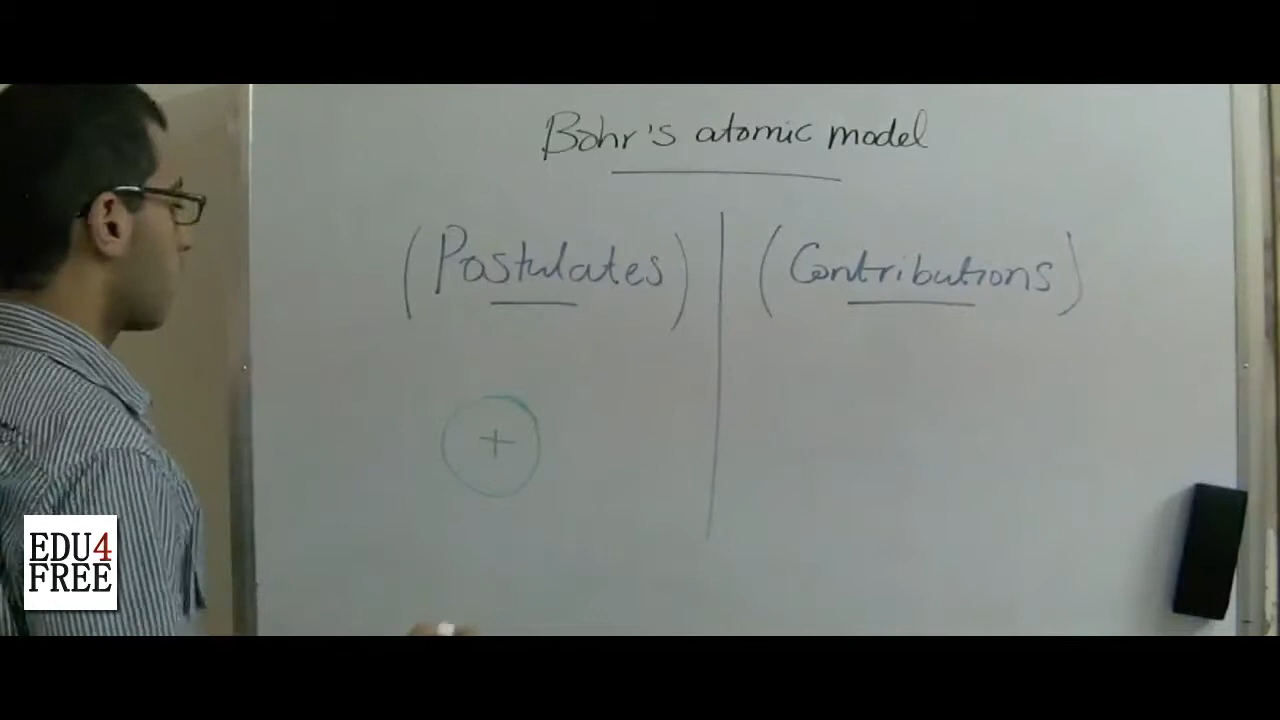 Bohr's atomic model
(Postulates) | (Contributions)
+
EDU4
FREE